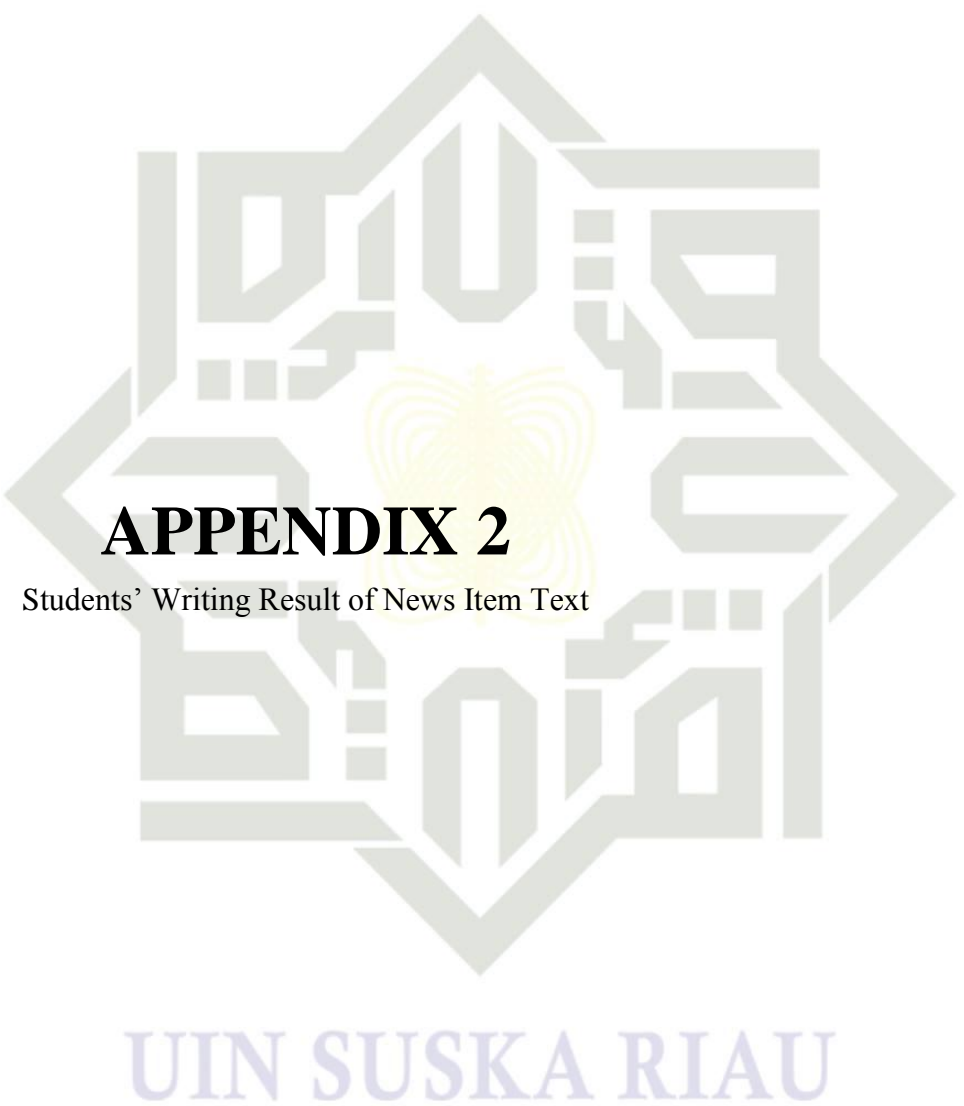 APPENDIX 2
Students’ Writing Result of News Item Text
UIN SUSKA RIAU